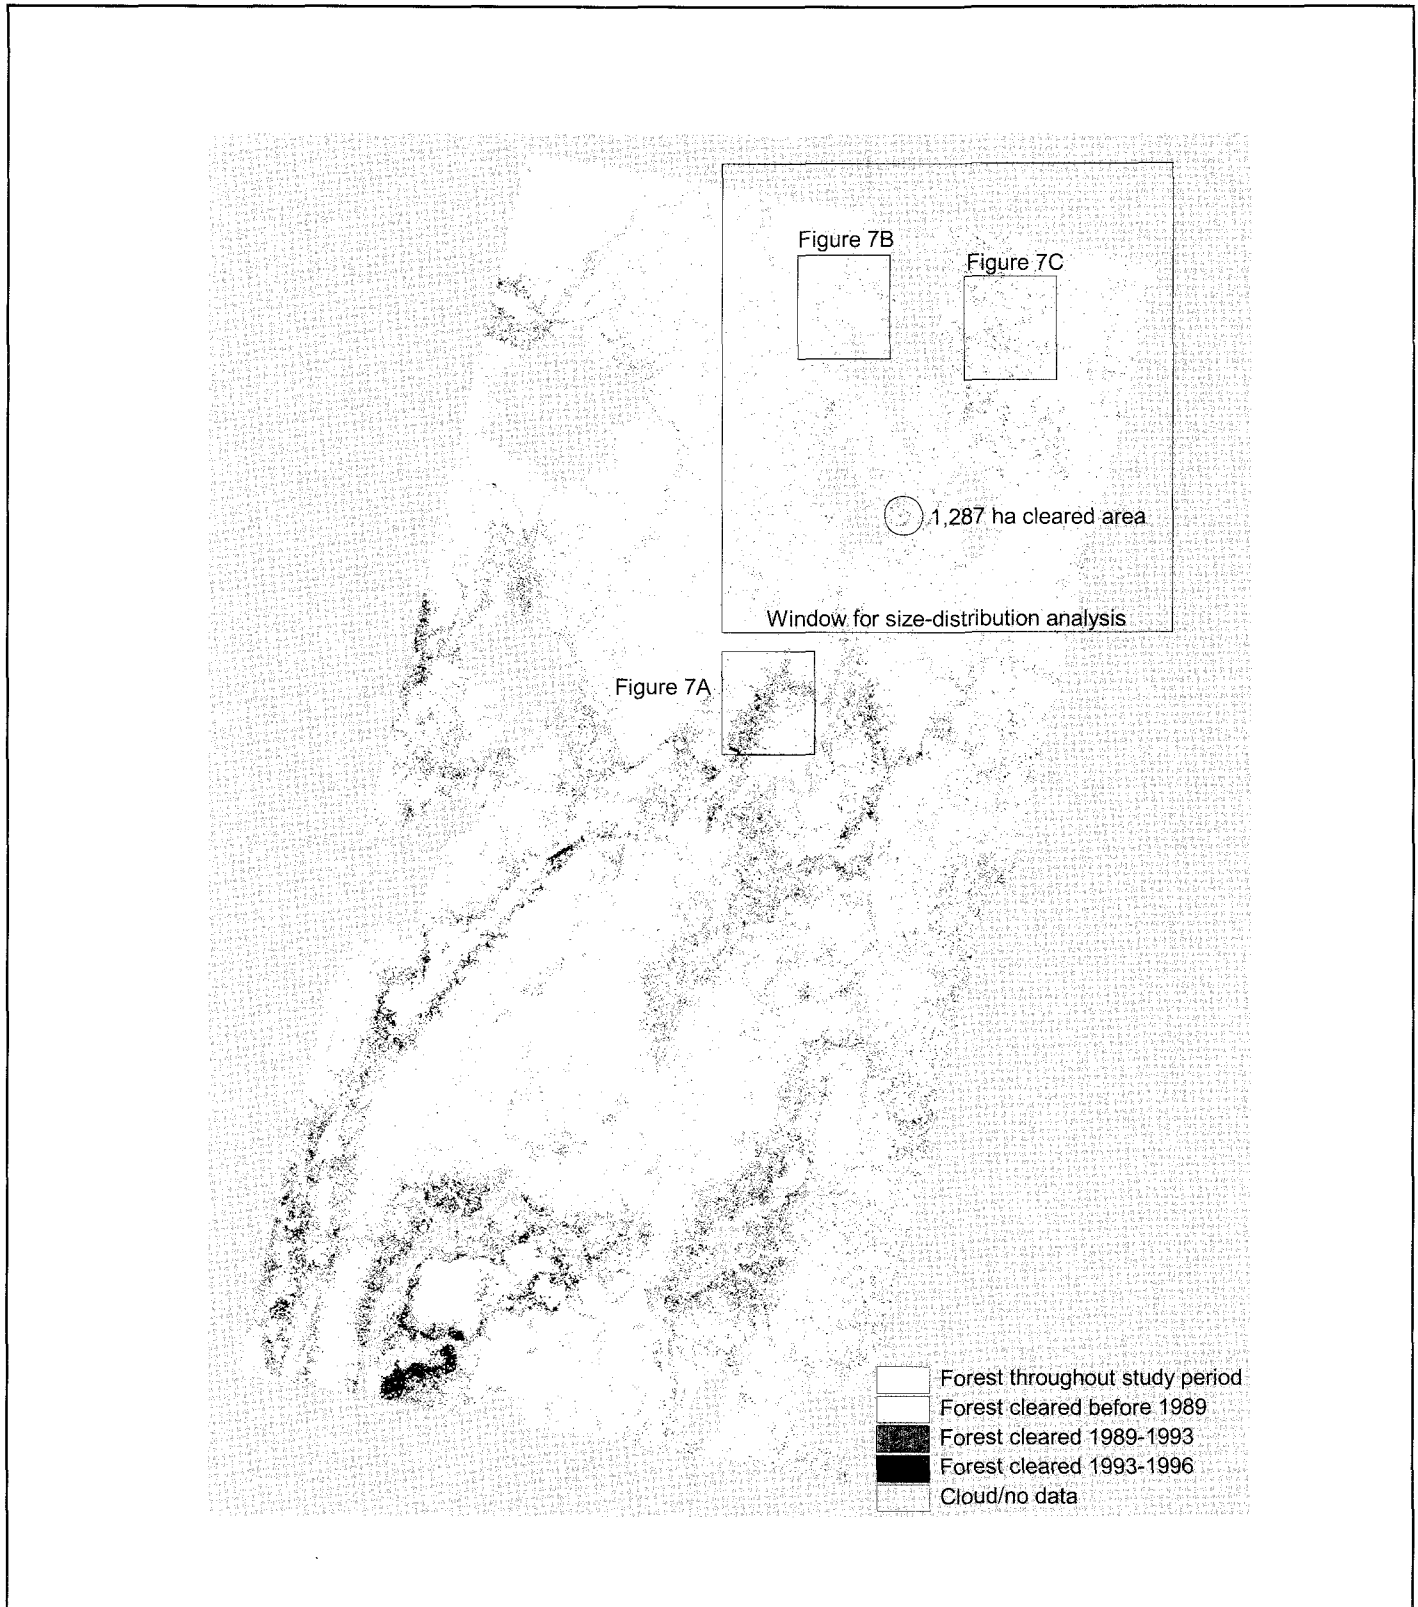 Figure 7B
Figure 7C
1,287 ha cleared area
Window for size-distribution analysis
Figure 7A
Forest throughout study period
Forest cleared before 1989
Forest cleared 1989-1993
Forest cleared 1993-1996
Cloud/no data